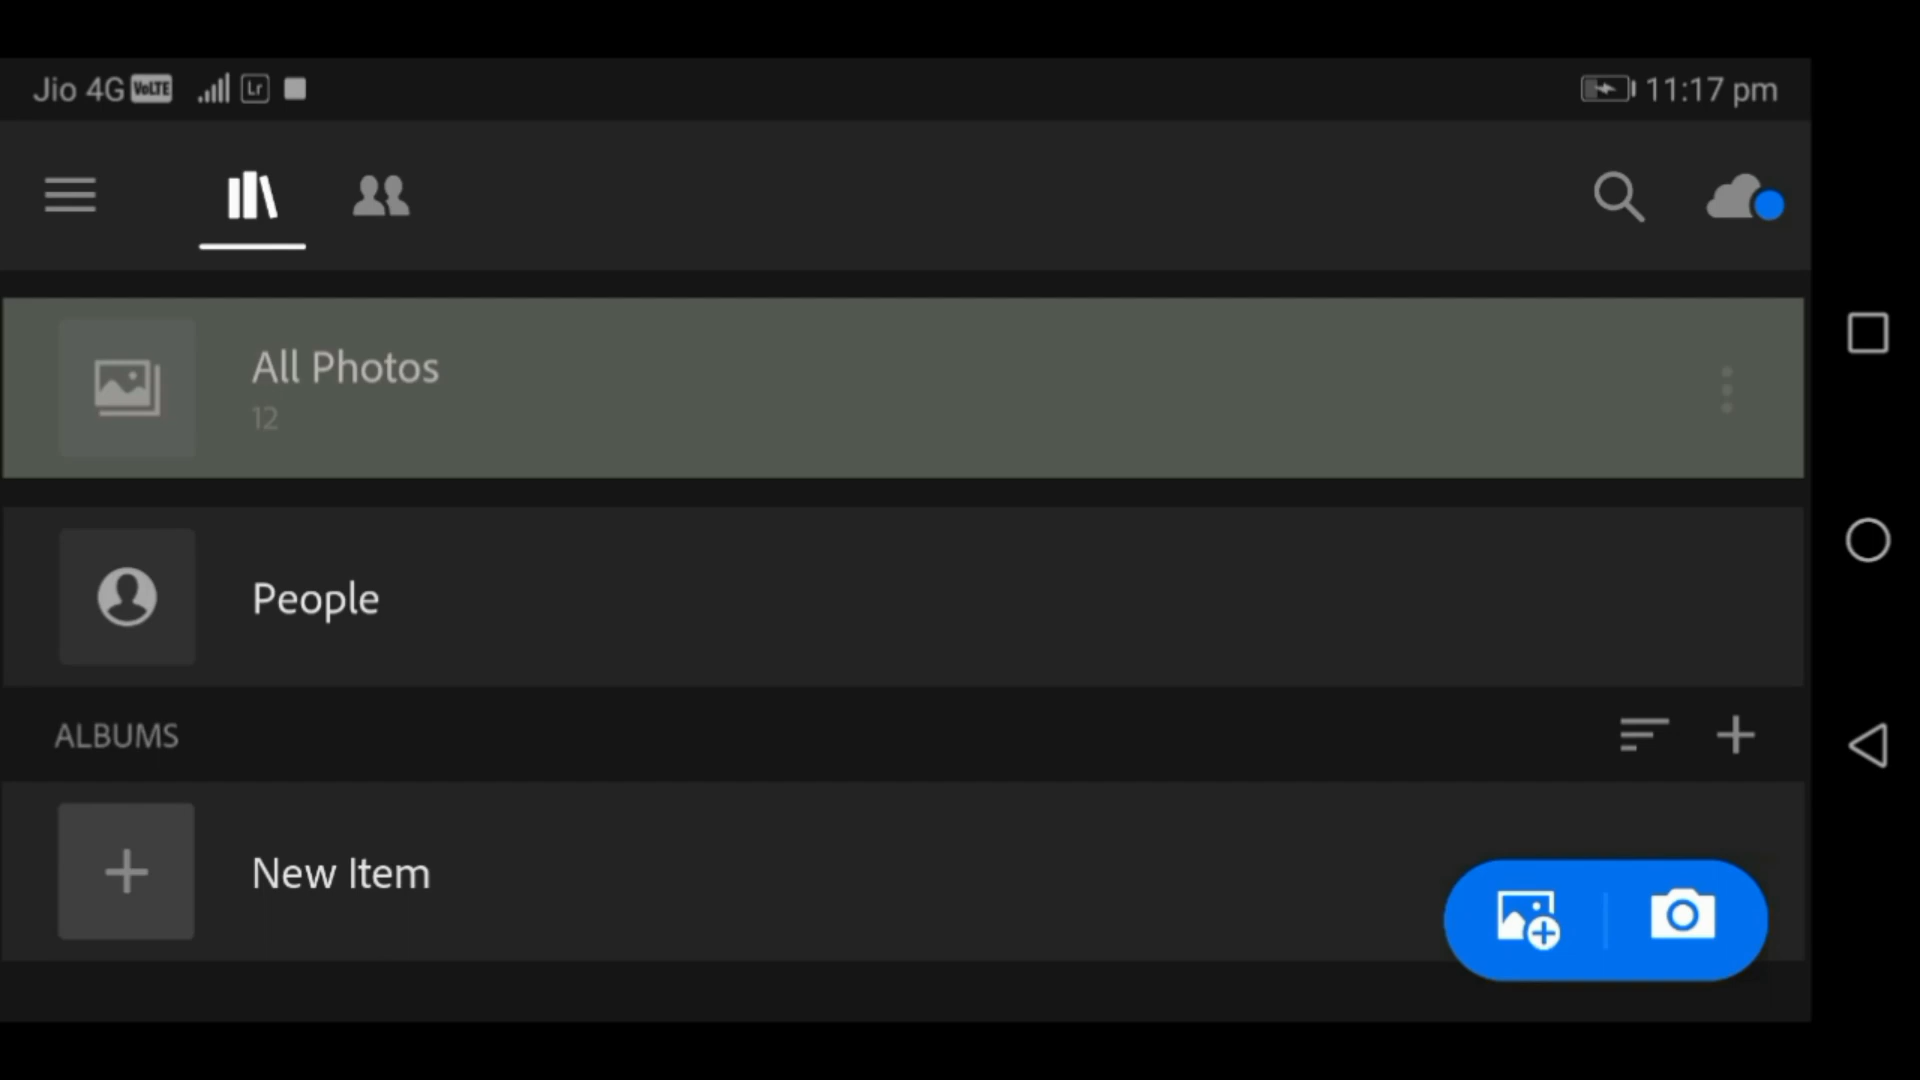 Jio 4G VoLTE Lr 11:17 pm
All Photos
12
People
ALBUMS
New Item